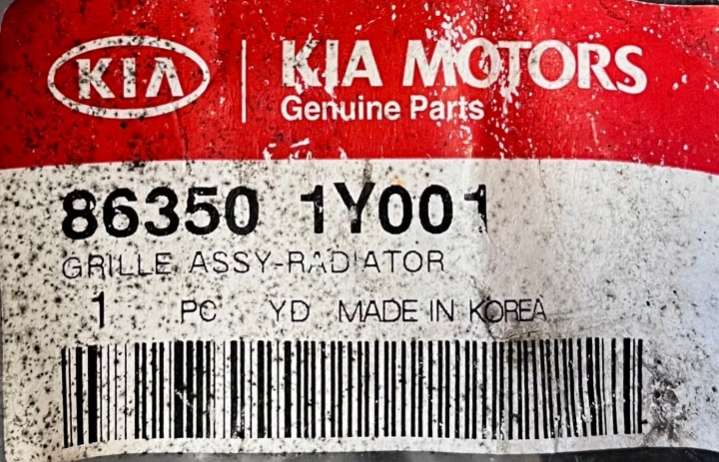 KIA KIA MOTORS
Genuine Parts
86350 1Y001
GRILLE ASSY-RADIATOR
1 PC YD MADE IN KOREA